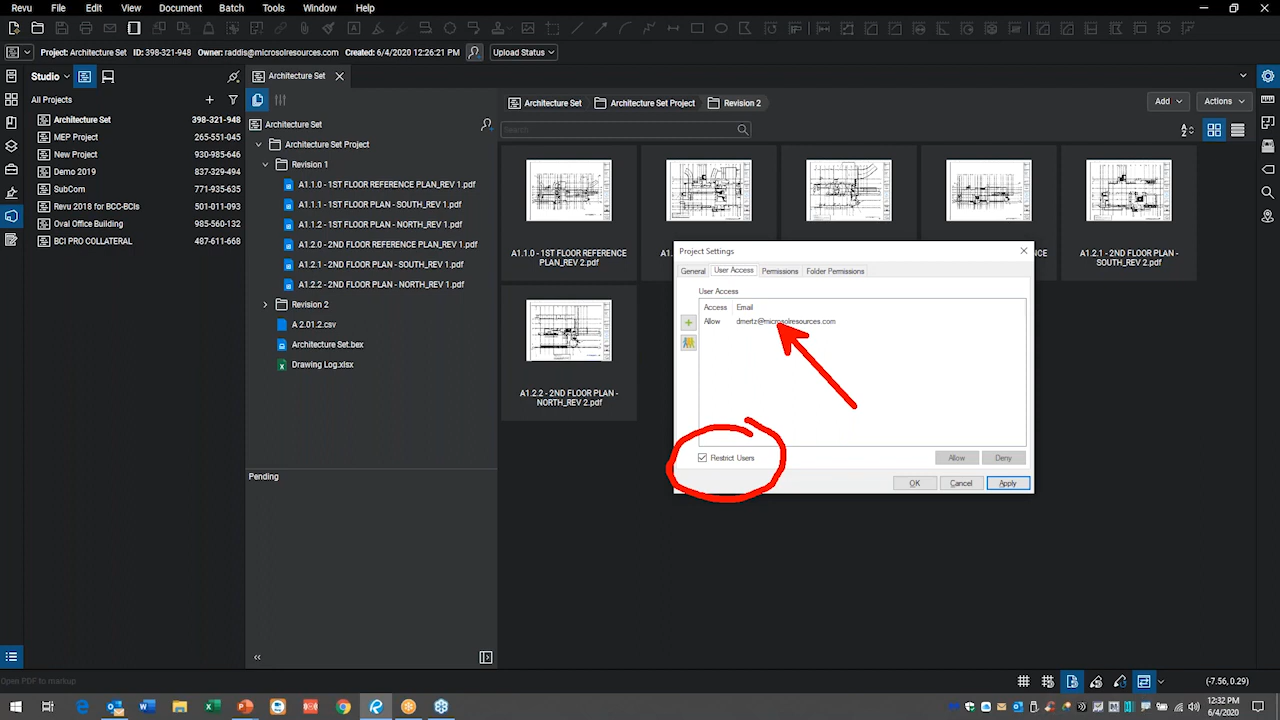 Revu File Edit View Document Batch Tools Window Help
Project: Architecture Set ID: 398-321-948 Owner: raddis@microsolresources.com Created: 6/4/2020 12:26:21 PM Upload Status
Studio
Architecture Set
All Projects
Architecture Set 398-321-948
MEP Project 265-551-045
New Project 930-985-646
Demo 2019 837-239-494
SubCom 771-935-635
Revu 2018 for BCC-BCIs 501-611-093
Oval Office Building 985-560-132
BCI PRO COLLATERAL 487-611-668
Architecture Set
Architecture Set Project
Revision 1
A1.1.0 - 1ST FLOOR REFERENCE PLAN_REV 1.pdf
A1.1.1 - 1ST FLOOR PLAN - SOUTH_REV 1.pdf
A1.1.2 - 1ST FLOOR PLAN - NORTH_REV 1.pdf
A1.2.0 - 2ND FLOOR REFERENCE PLAN_REV 1.pdf
A2.1 - 2ND FLOOR PLAN - SOUTH_REV 1.pdf
A1.2.2 - 2ND FLOOR PLAN - NORTH_REV 1.pdf
Revision 2
A 2.01.2.csv
Architecture Set.bex
Drawing Log.xlsx
Pending
Architecture Set Architecture Set Project Revision 2
Add Actions
Search
A1.1.0 - 1ST FLOOR REFERENCE
PLAN_REV 2.pdf
RENCE
A1.2.1 - 2ND FLOOR PLAN -
SOUTH_REV 2.pdf
A1.2.2 - 2ND FLOOR PLAN -
NORTH_REV 2.pdf
Project Settings
General User Access Permissions Folder Permissions
User Access
Access Email
Allow dmertz@microsolresources.com
Restrict Users
Allow Deny
OK Cancel Apply
Open PDF to markup
(-7.56, 0.29)
12:32 PM
6/4/2020